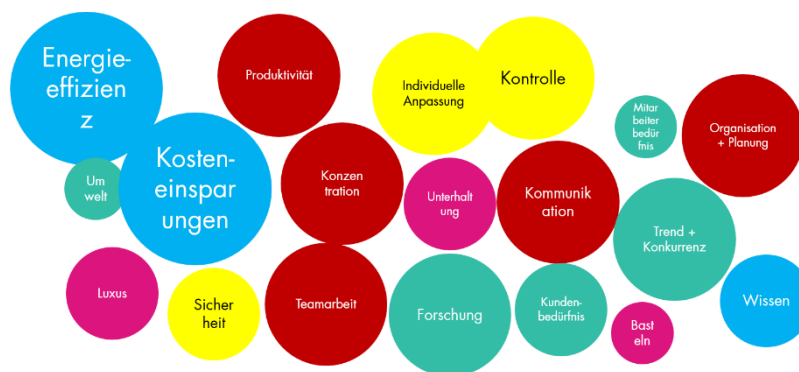 Energie-
effizien
z
Produktivität
Individuelle
Anpassung
Kontrolle
Mitar
beiter
bedür
fnis
Organisation
+ Planung
Um
welt
Kosten-
einspar
ungen
Konzen
tration
Unterhalt
ung
Kommunik
ation
Trend +
Konkurrenz
Luxus
Sicher
heit
Teamarbeit
Forschung
Kunden-
bedürfnis
Bast
eln
Wissen